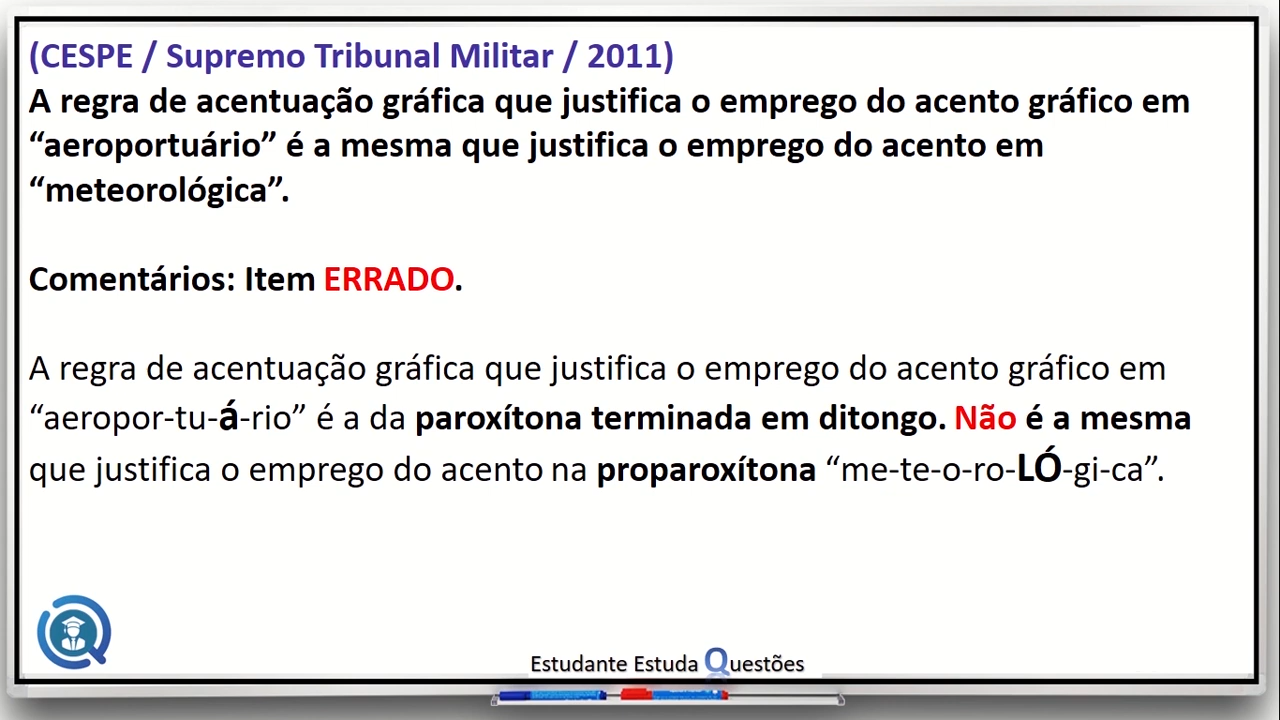 (CESPE / Supremo Tribunal Militar / 2011)
A regra de acentuação gráfica que justifica o emprego do acento gráfico em
“aeroportuário” é a mesma que justifica o emprego do acento em
“meteorológica”.
Comentários: Item ERRADO.
A regra de acentuação gráfica que justifica o emprego do acento gráfico em
“aeropor-tu-á-rio” é a da paroxítona terminada em ditongo. Não é a mesma
que justifica o emprego do acento na proparoxítona “me-te-o-ro-LÓ-gi-ca”.
Estudante Estuda Questões